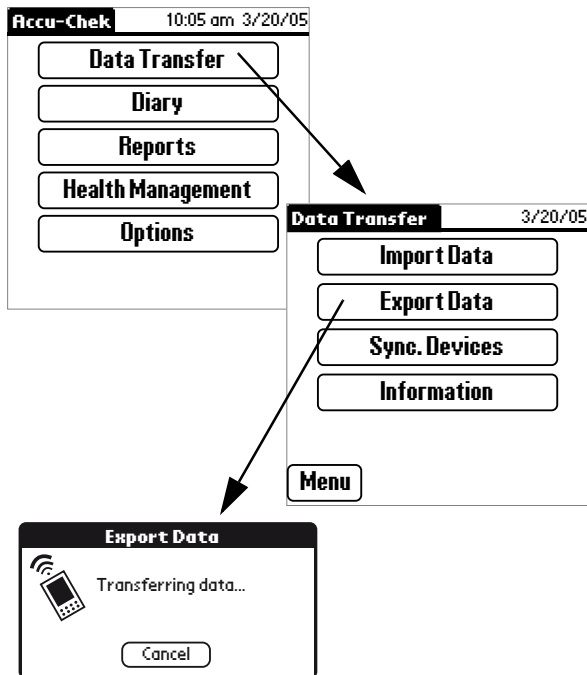 Accu-Chek 10:05 am 3/20/05
Data Transfer
Diary
Reports
Health Management
Options
Data Transfer 3/20/05
Import Data
Export Data
Sync. Devices
Information
Menu
Export Data
Transferring data...
Cancel